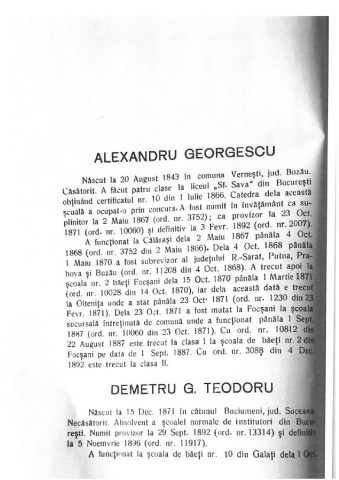 ALEXANDRU GEORGESCU
Născut la 20 August 1843 în comuna Vernești, jud. Buzău.
Căsătorit. A făcut patru clase la liceul „Sf. Sava" din București
obținând certificatul nr. 10 din 1 Iulie 1866. Catedra dela această
școală a ocupat-o prin concurs. A fost numit în învățământ ca su-
plinitor la 2 Maiu 1867 (ord. nr. 3752); ca provizor la 23 Oct.
1871 (ord. nr. 10060) și definitiv la 3 Fevr. 1892 (ord. nr. 2007).
A funcționat la Călărași dela 2 Maiu 1867 pânăla 4 Oct.
1868 (ord. nr. 3752 din 2 Maiu 1866). Dela 4 Oct. 1868 pânăla
1 Maiu 1870 a fost subrevizor al județului R.-Sarat, Putna, Pra-
hova și Buzău (ord. nr. 11208 din 4 Oct. 1868). A trecut apoi la
școala nr. 2 băeți Focșani dela 15 Oct. 1870 pânăla 1 Martie 1871
(ord. nr. 10028 din 14 Oct. 1870), iar dela această dată e trecut
la Oltenița unde a stat pânăla 23 Oct. 1871 (ord. nr. 1230 din 23
Fevr. 1871). Dela 23 Oct. 1871 a fost mutat la Focșani la școala
sucursală întreținută de comuna unde a funcționat pânăla 1 Sept.
1887 (ord. nr. 10060 din 23 Oct. 1871). Cu ord. nr. 10812 din
22 August 1887 este trecut la clasa I la școala de băeți nr. 2 din
Focșani pe data de 1 Sept. 1887. Cu ord. nr. 3088 din 4 Dec.
1892 este trecut la clasa II.
DEMETRU G. TEODORU
Născut la 15 Dec. 1871 în cătunul Buciumeni, jud. Suceava.
Necăsătorit. Absolvent a școalei normale de institutori din Bucu-
rești. Numit provizor la 29 Sept. 1892 (ord. nr. 13314) și definitiv
la 5 Noemvrie 1896 (ord. nr. 11917).
A funcționat la școala de băeți nr. 10 din Galați dela 1 Oct.